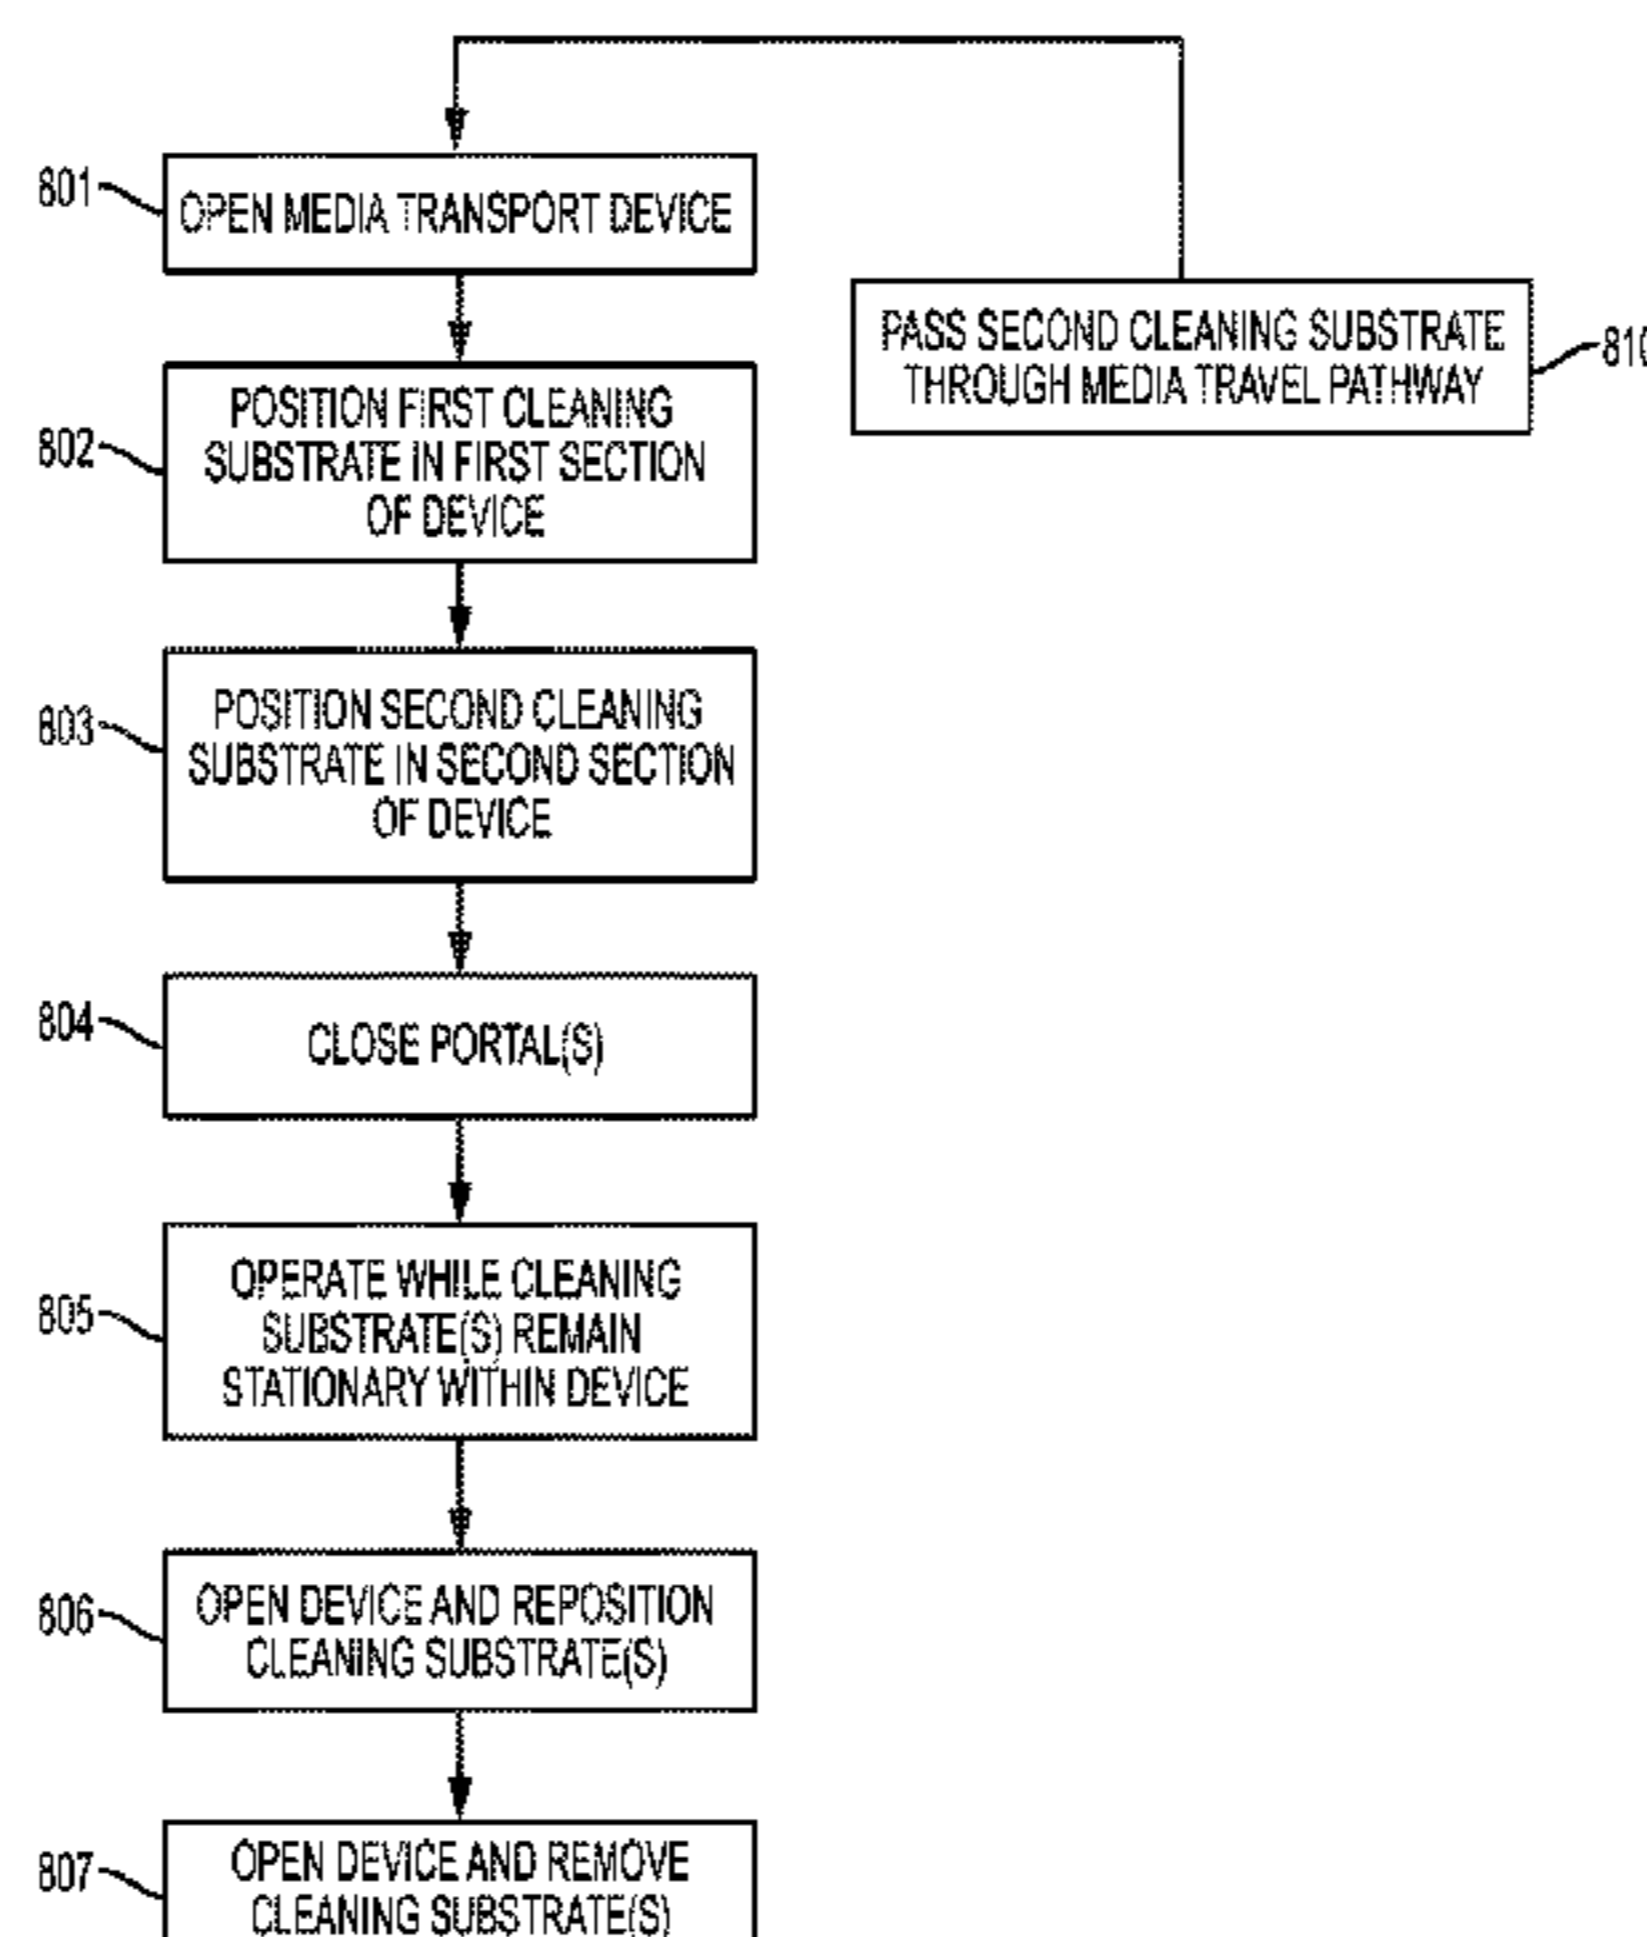 801
OPEN MEDIA TRANSPORT DEVICE
PASS SECOND CLEANING SUBSTRATE
THROUGH MEDIA TRAVEL PATHWAY
810
802
POSITION FIRST CLEANING
SUBSTRATE IN FIRST SECTION
OF DEVICE
803
POSITION SECOND CLEANING
SUBSTRATE IN SECOND SECTION
OF DEVICE
804
CLOSE PORTAL(S)
805
OPERATE WHILE CLEANING
SUBSTRATE(S) REMAIN
STATIONARY WITHIN DEVICE
806
OPEN DEVICE AND REPOSITION
CLEANING SUBSTRATE(S)
807
OPEN DEVICE AND REMOVE
CLEANING SUBSTRATE(S)